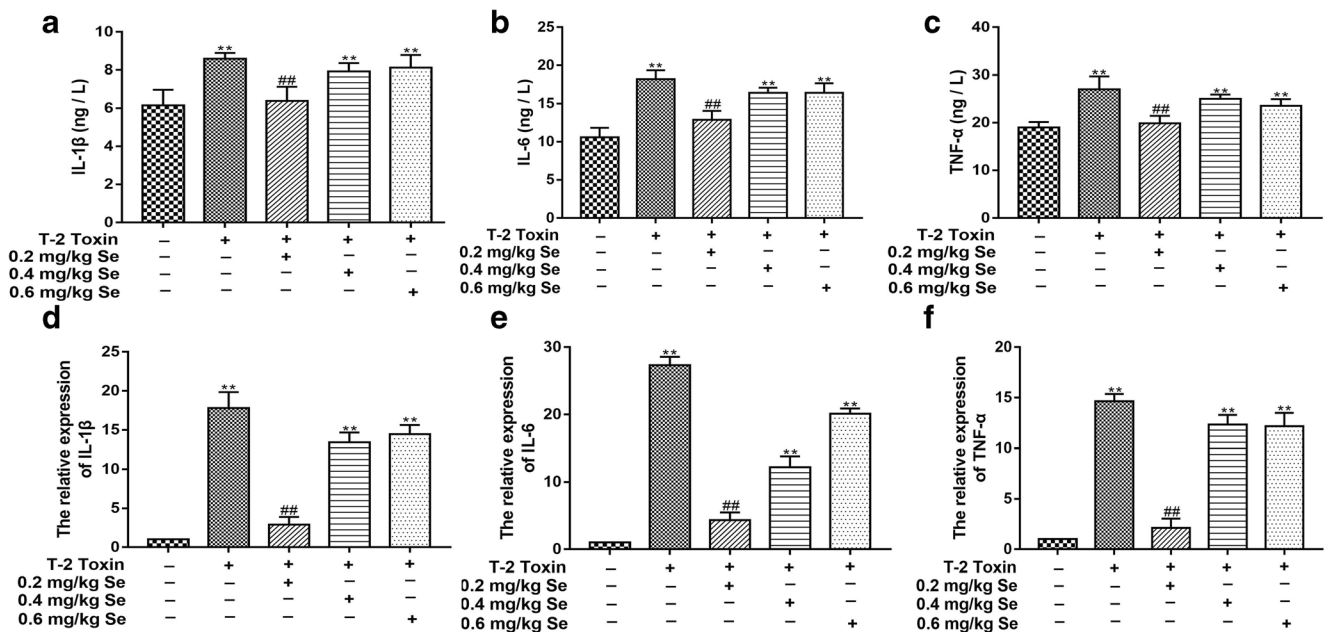 a
IL-1β (ng / L)
10
8
6
4
2
0
**
##
**
**
T-2 Toxin – + + + +
0.2 mg/kg Se – – + – –
0.4 mg/kg Se – – – + –
0.6 mg/kg Se – – – – +
b
IL-6 (ng / L)
25
20
15
10
5
0
**
##
**
**
T-2 Toxin – + + + +
0.2 mg/kg Se – – + – –
0.4 mg/kg Se – – – + –
0.6 mg/kg Se – – – – +
c
TNF-α (ng / L)
40
30
20
10
0
**
##
**
**
T-2 Toxin – + + + +
0.2 mg/kg Se – – + – –
0.4 mg/kg Se – – – + –
0.6 mg/kg Se – – – – +
d
The relative expression
of IL-1β
25
20
15
10
5
0
**
##
**
**
T-2 Toxin – + + + +
0.2 mg/kg Se – – + – –
0.4 mg/kg Se – – – + –
0.6 mg/kg Se – – – – +
e
The relative expression
of IL-6
30
20
10
0
**
##
**
**
T-2 Toxin – + + + +
0.2 mg/kg Se – – + – –
0.4 mg/kg Se – – – + –
0.6 mg/kg Se – – – – +
f
The relative expression
of TNF-α
20
15
10
5
0
**
##
**
**
T-2 Toxin – + + + +
0.2 mg/kg Se – – + – –
0.4 mg/kg Se – – – + –
0.6 mg/kg Se – – – – +